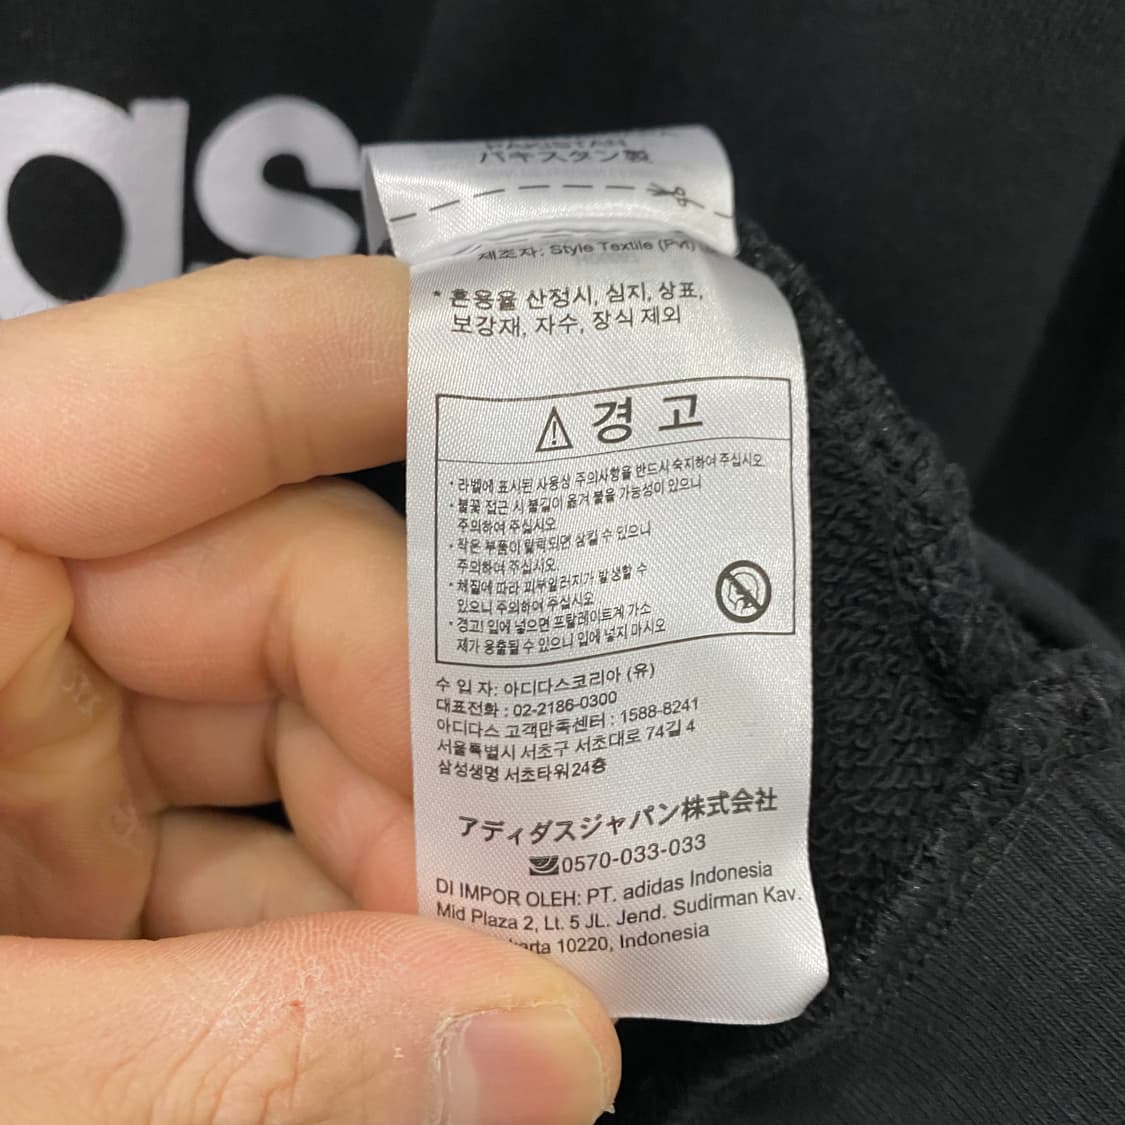 as
PAKISTAN
パキスタン製
제조자: Style Textile (Pvt)
* 혼용율 산정시, 심지, 상표,
보강재, 자수, 장식 제외
경 고
· 라벨에 표시된 사용상 주의사항을 반드시 숙지하여 주십시오
· 불꽃 접근 시 불길이 옮겨 붙을 가능성이 있으니
주의하여 주십시오
· 작은 부품이 탈락되면 삼킬 수 있으니
주의하여 주십시오
· 체질에 따라 피부알러지가 발생할 수
있으니 주의하여 주십시오
· 경고! 입에 넣으면 프탈레이트계 가소
제가 용출될 수 있으니 입에 넣지 마시오
수 입 자: 아디다스코리아 (유)
대표전화 : 02-2186-0300
아디다스 고객만족센터 : 1588-8241
서울특별시 서초구 서초대로 74길 4
삼성생명 서초타워24층
アディダスジャパン株式会社
0570-033-033
DI IMPOR OLEH: PT. adidas Indonesia
Mid Plaza 2, Lt. 5 JL. Jend. Sudirman Kav.
10220, Indonesia